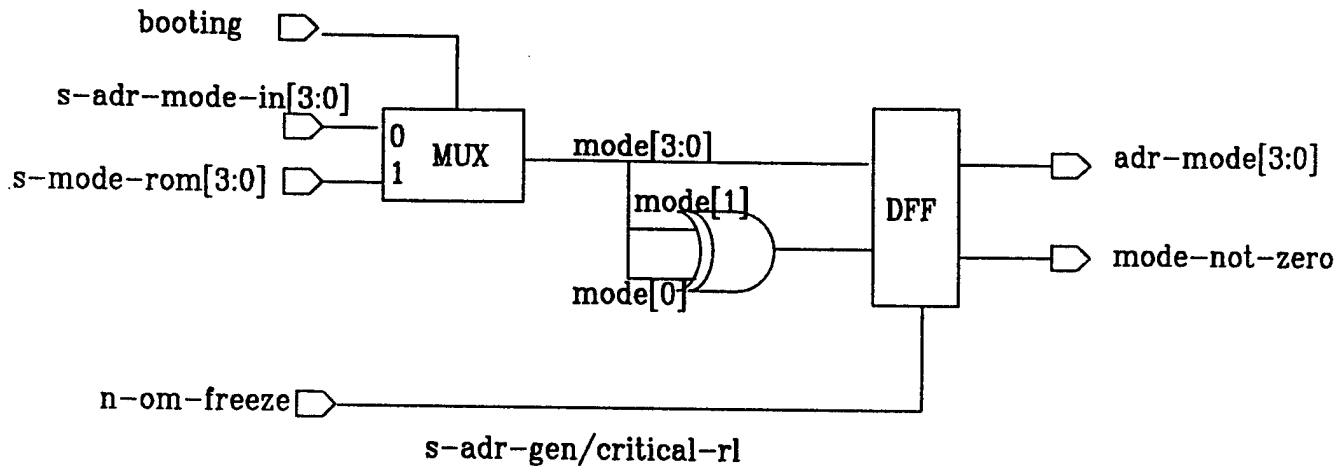 booting
s-adr-mode-in[3:0]
0
MUX
mode[3:0]
adr-mode[3:0]
s-mode-rom[3:0]
1
mode[1]
DFF
mode-not-zero
mode[0]
n-om-freeze
s-adr-gen/critical-rl